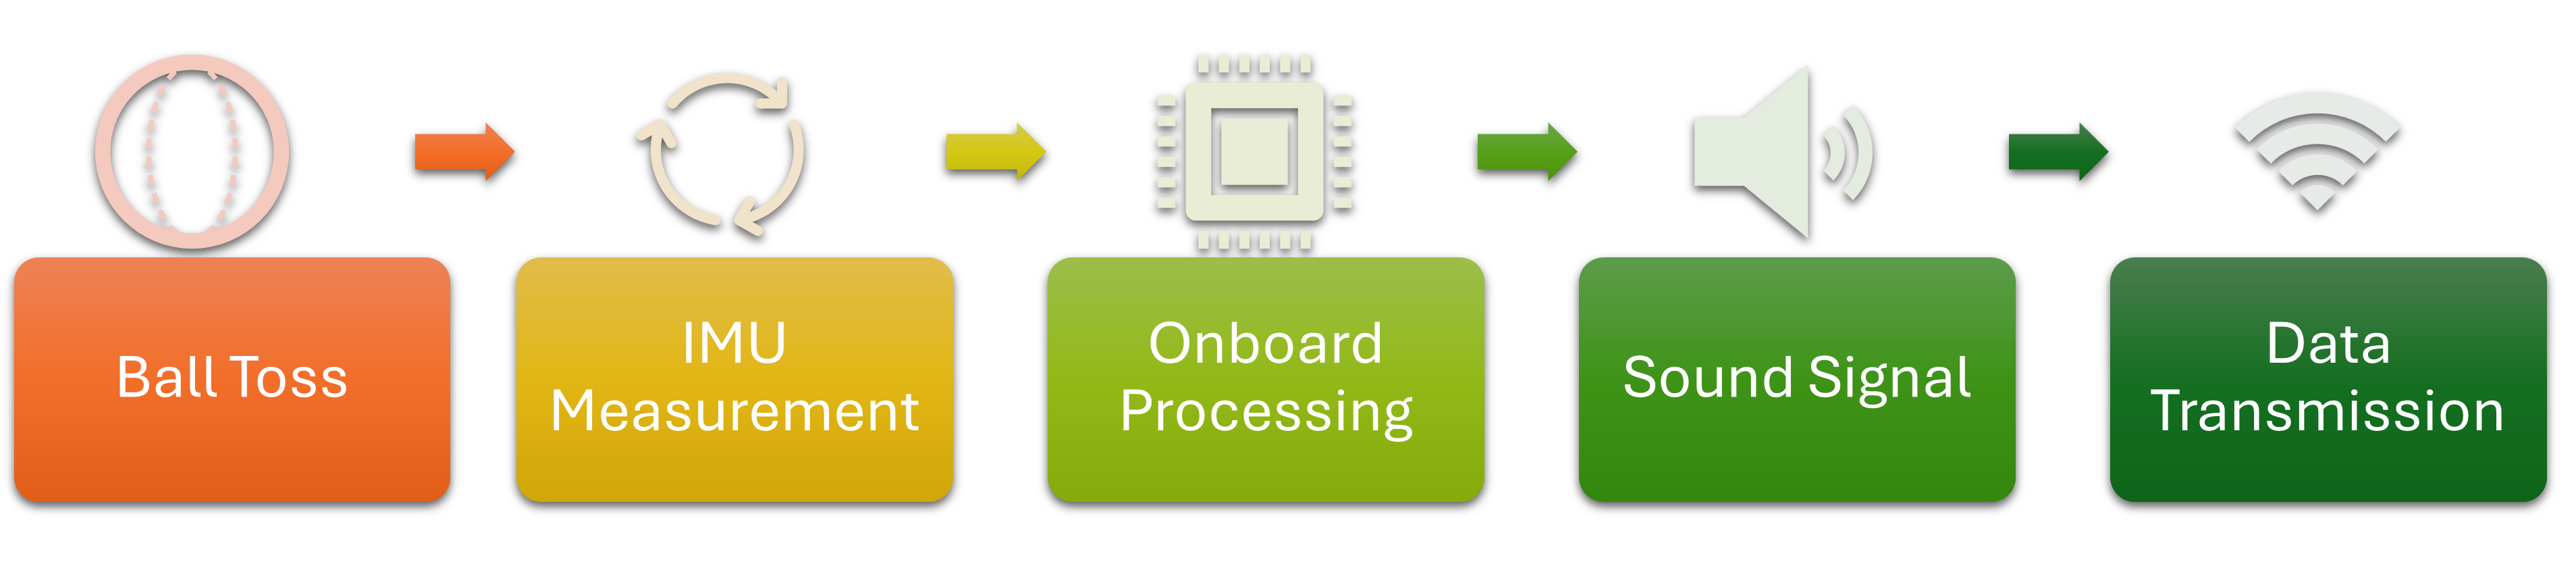 Ball Toss
IMU
Measurement
Onboard
Processing
Sound Signal
Data
Transmission